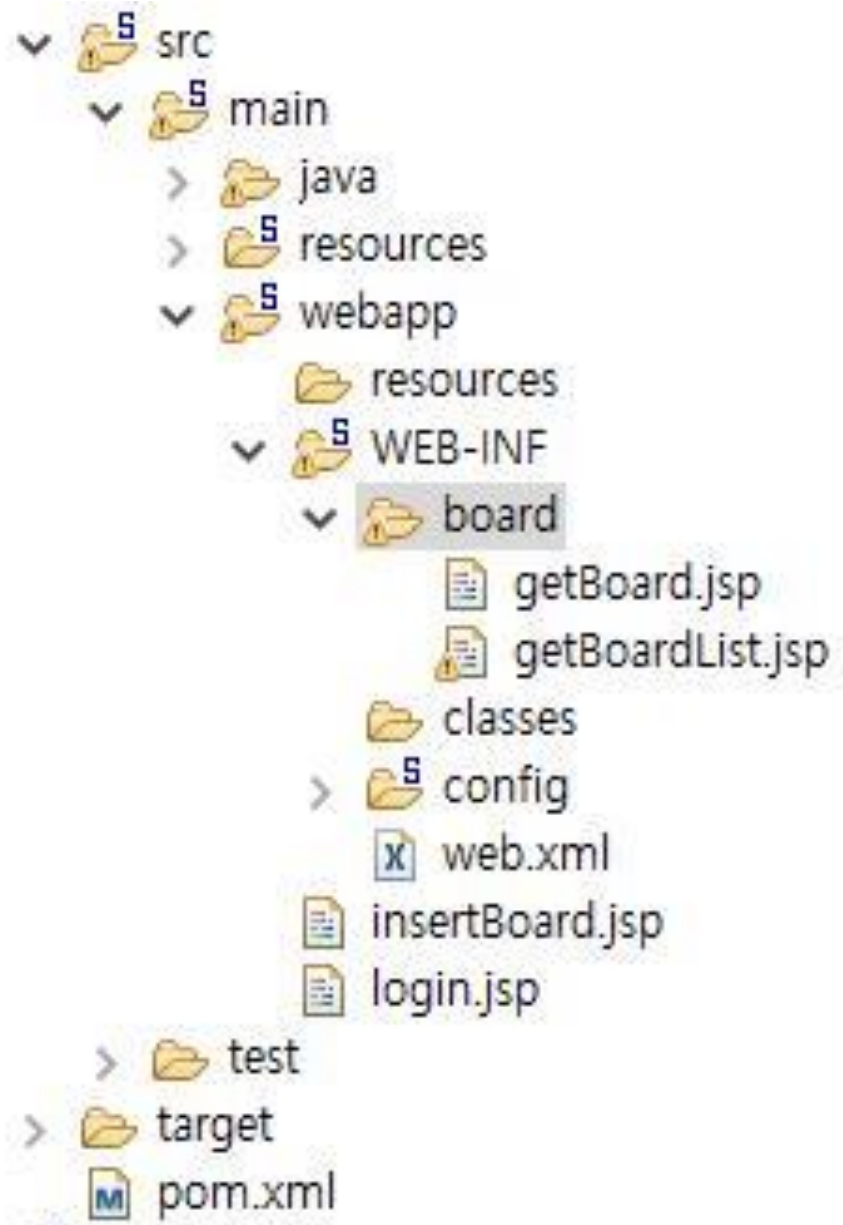 src
main
java
resources
webapp
resources
WEB-INF
board
getBoard.jsp
getBoardList.jsp
classes
config
web.xml
insertBoard.jsp
login.jsp
test
target
pom.xml